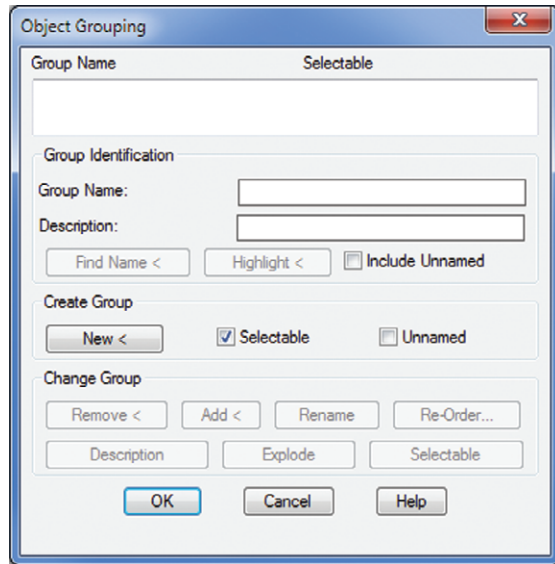 Object Grouping
Group Name Selectable
Group Identification
Group Name:
Description:
Find Name < Highlight < Include Unnamed
Create Group
New < Selectable Unnamed
Change Group
Remove < Add < Rename Re-Order...
Description Explode Selectable
OK Cancel Help